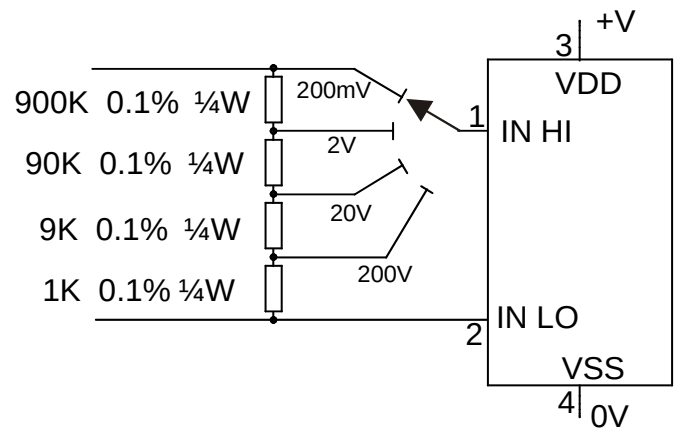 +V
3
VDD
200mV
900K 0.1% ¼W
1
IN HI
2V
90K 0.1% ¼W
20V
9K 0.1% ¼W
200V
1K 0.1% ¼W
IN LO
2
VSS
4
0V